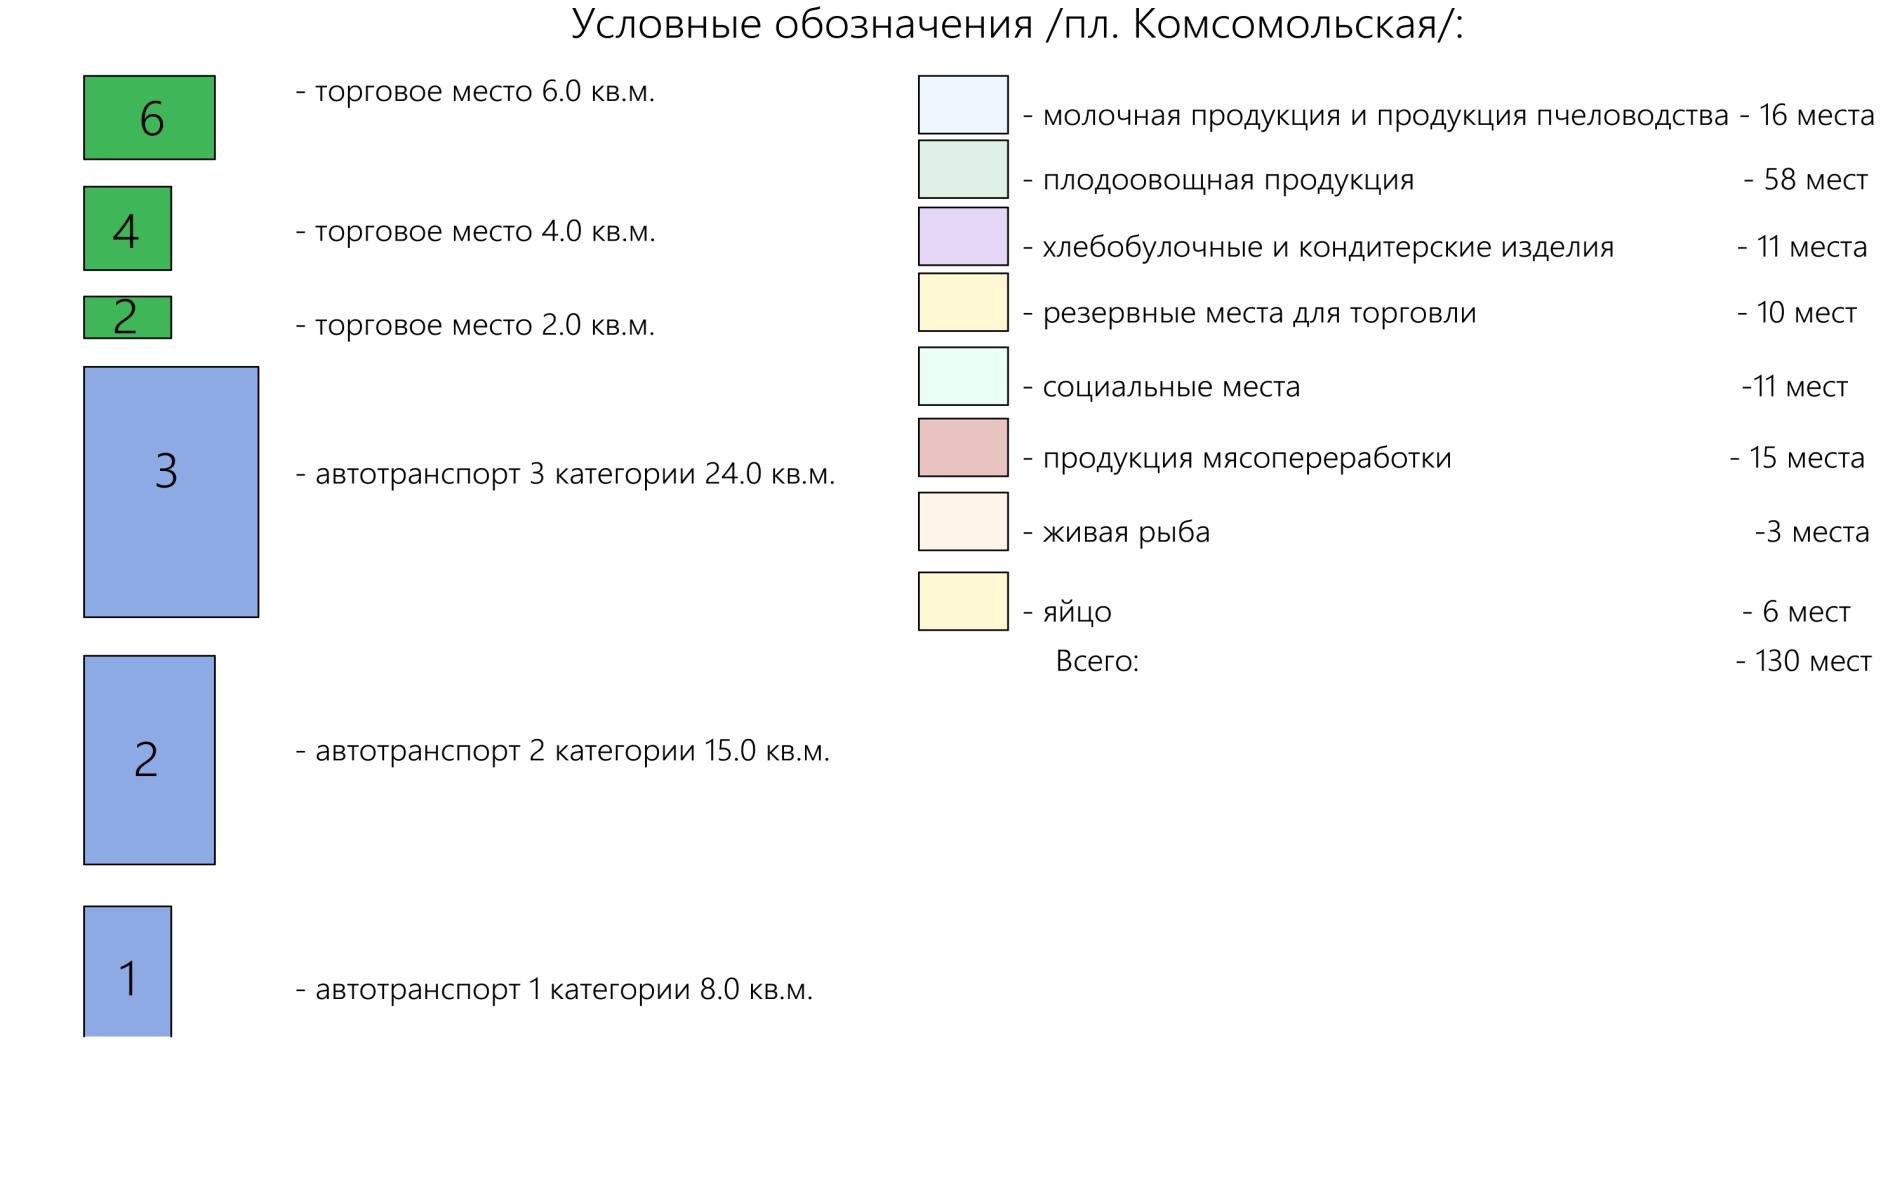 Условные обозначения /пл. Комсомольская/:
6
- торговое место 6.0 кв.м.
4
- торговое место 4.0 кв.м.
2
- торговое место 2.0 кв.м.
3
- автотранспорт 3 категории 24.0 кв.м.
2
- автотранспорт 2 категории 15.0 кв.м.
1
- автотранспорт 1 категории 8.0 кв.м.
- молочная продукция и продукция пчеловодства - 16 места
- плодоовощная продукция - 58 мест
- хлебобулочные и кондитерские изделия - 11 места
- резервные места для торговли - 10 мест
- социальные места -11 мест
- продукция мясопереработки - 15 места
- живая рыба -3 места
- яйцо - 6 мест
Всего: - 130 мест